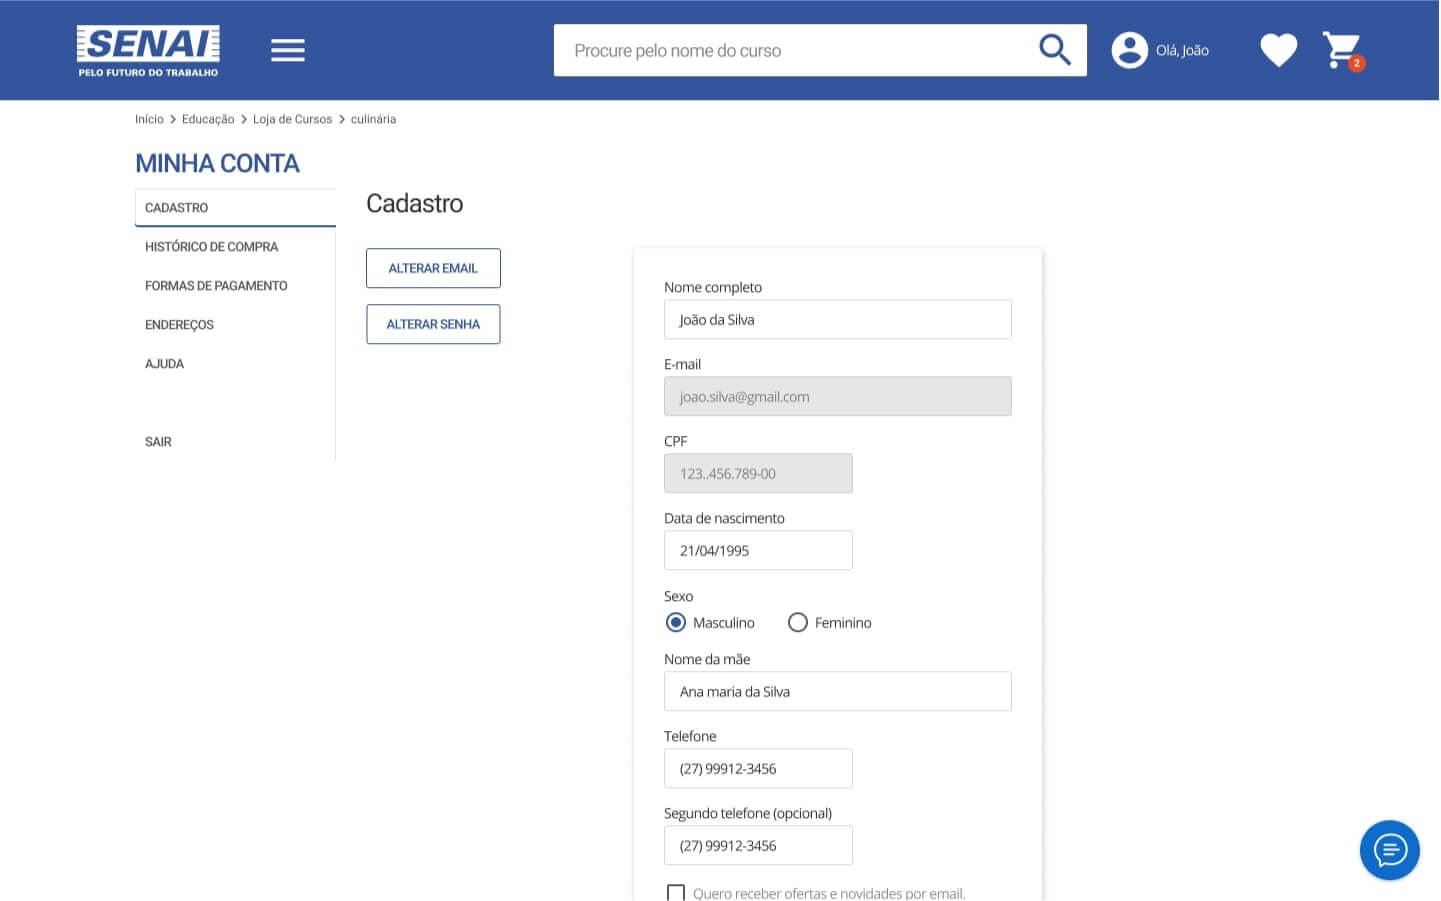 SENAI
PELO FUTURO DO TRABALHO
Procure pelo nome do curso
Olá, João
2
Início > Educação > Loja de Cursos > culinária
MINHA CONTA
CADASTRO
HISTÓRICO DE COMPRA
FORMAS DE PAGAMENTO
ENDEREÇOS
AJUDA
SAIR
Cadastro
ALTERAR EMAIL
ALTERAR SENHA
Nome completo
João da Silva
E-mail
joao.silva@gmail.com
CPF
123..456.789-00
Data de nascimento
21/04/1995
Sexo
Masculino
Feminino
Nome da mãe
Ana maria da Silva
Telefone
(27) 99912-3456
Segundo telefone (opcional)
(27) 99912-3456
Quero receber ofertas e novidades por email.